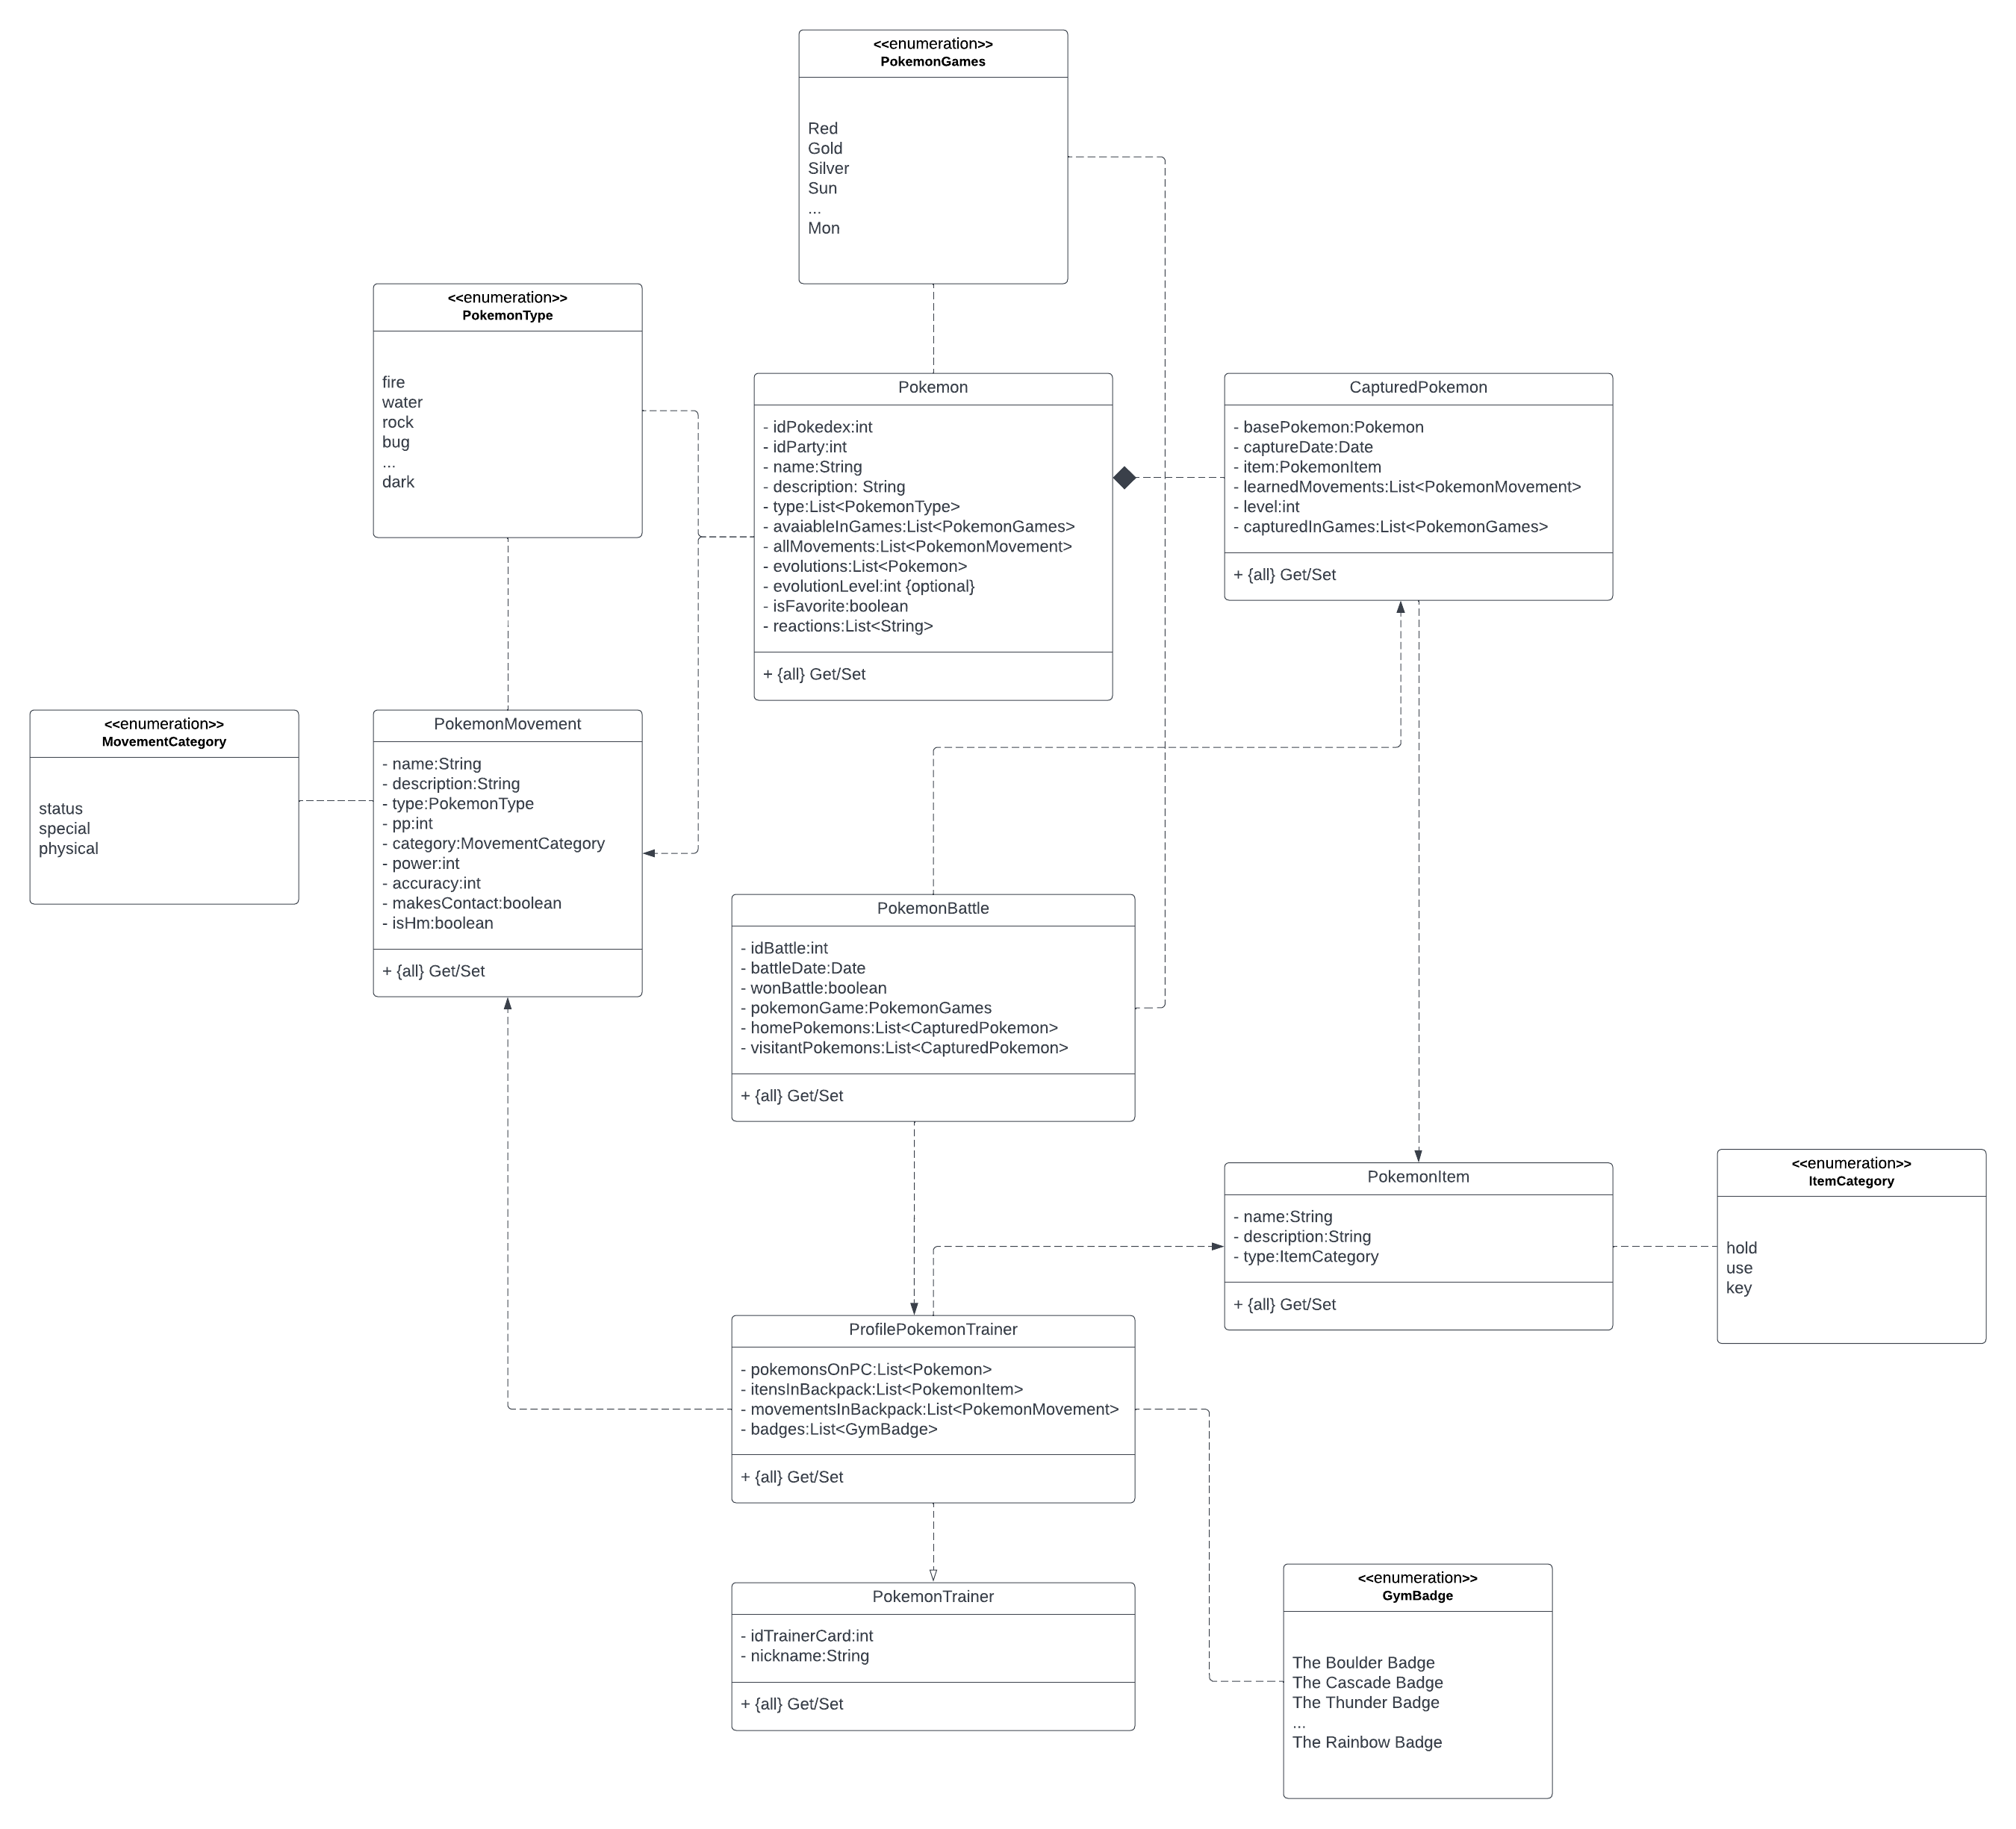 <<enumeration>>
PokemonGames
Red
Gold
Silver
Sun
...
Mon
<<enumeration>>
PokemonType
fire
water
rock
bug
...
dark
Pokemon
- idPokedex:int
- idParty:int
- name:String
- description: String
- type:List<PokemonType>
- avaiableInGames:List<PokemonGames>
- allMovements:List<PokemonMovement>
- evolutions:List<Pokemon>
- evolutionLevel:int {optional}
- isFavorite:boolean
- reactions:List<String>
+ {all} Get/Set
CapturedPokemon
- basePokemon:Pokemon
- captureDate:Date
- item:PokemonItem
- learnedMovements:List<PokemonMovement>
- level:int
- capturedInGames:List<PokemonGames>
+ {all} Get/Set
<<enumeration>>
MovementCategory
status
special
physical
PokemonMovement
- name:String
- description:String
- type:PokemonType
- pp:int
- category:MovementCategory
- power:int
- accuracy:int
- makesContact:boolean
- isHm:boolean
+ {all} Get/Set
PokemonBattle
- idBattle:int
- battleDate:Date
- wonBattle:boolean
- pokemonGame:PokemonGames
- homePokemons:List<CapturedPokemon>
- visitantPokemons:List<CapturedPokemon>
+ {all} Get/Set
PokemonItem
- name:String
- description:String
- type:ItemCategory
+ {all} Get/Set
<<enumeration>>
ItemCategory
hold
use
key
ProfilePokemonTrainer
- pokemonsOnPC:List<Pokemon>
- itensInBackpack:List<PokemonItem>
- movementsInBackpack:List<PokemonMovement>
- badges:List<GymBadge>
+ {all} Get/Set
PokemonTrainer
- idTrainerCard:int
- nickname:String
+ {all} Get/Set
<<enumeration>>
GymBadge
The Boulder Badge
The Cascade Badge
The Thunder Badge
...
The Rainbow Badge